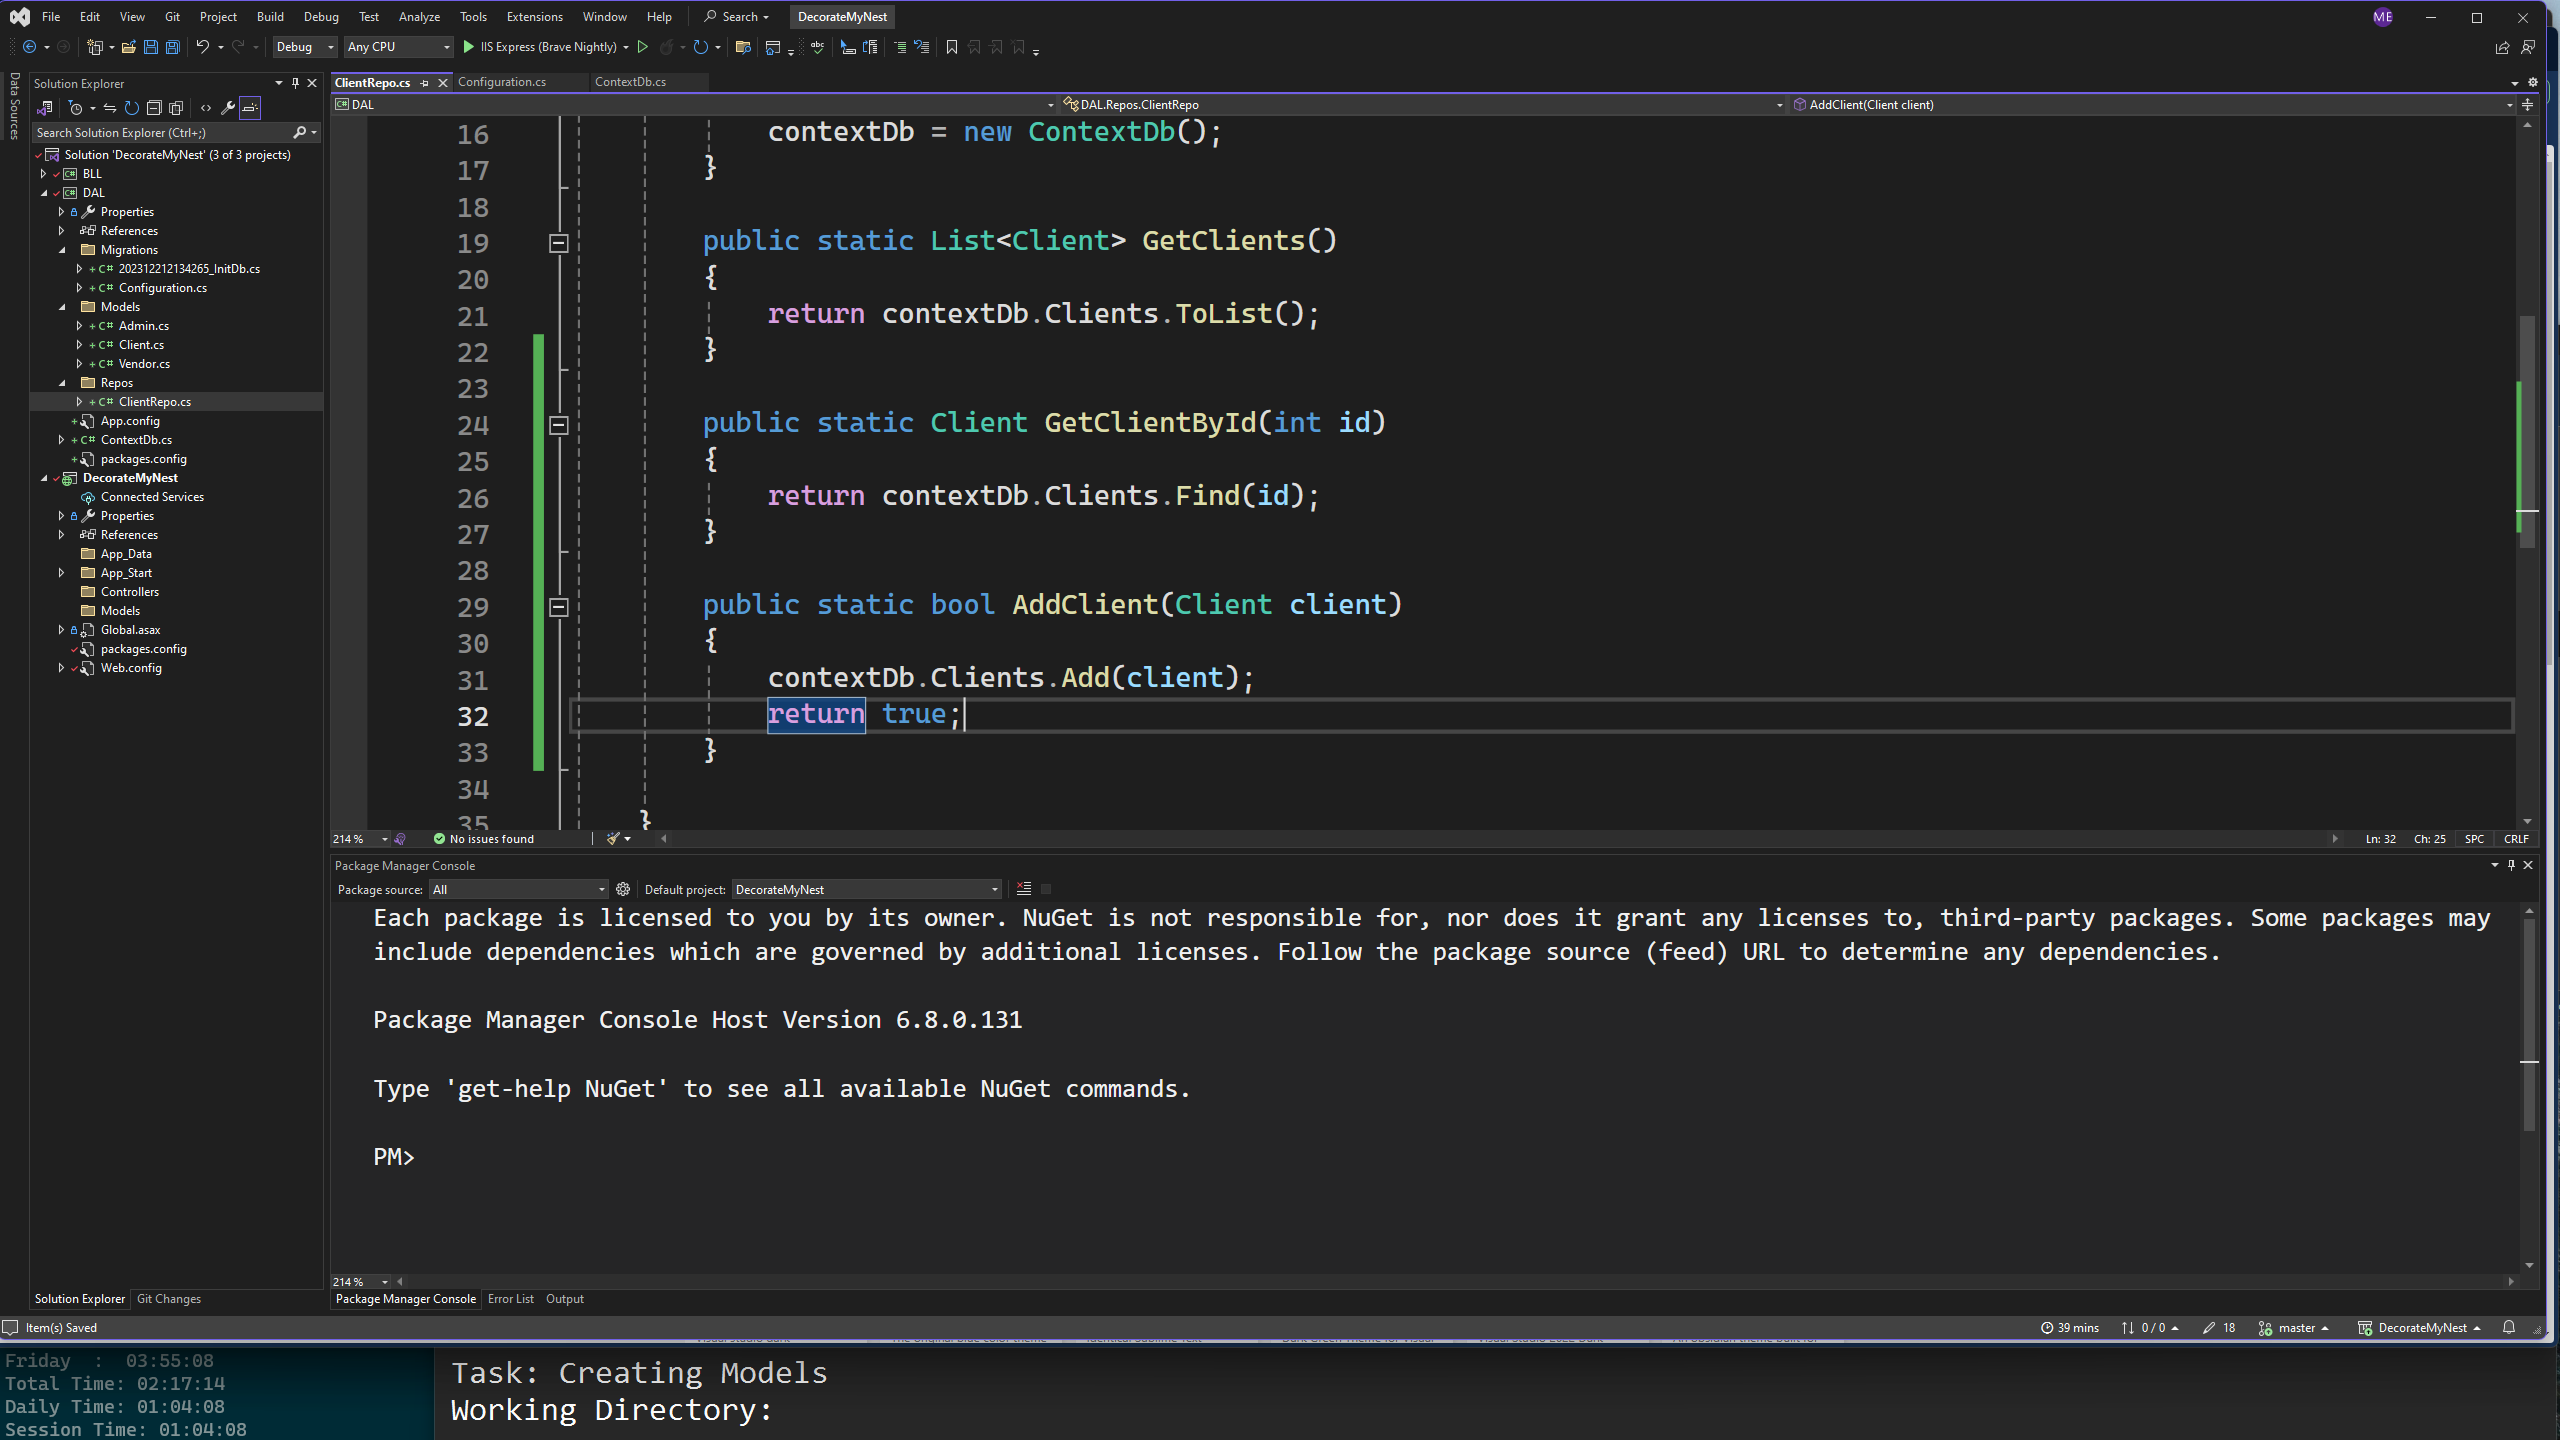 File Edit View Git Project Build Debug Test Analyze Tools Extensions Window Help Search DecorateMyNest ME
Debug Any CPU IIS Express (Brave Nightly)
Data Sources
Solution Explorer
Search Solution Explorer (Ctrl+;)
Solution 'DecorateMyNest' (3 of 3 projects)
BLL
DAL
Properties
References
Migrations
202312212134265_InitDb.cs
Configuration.cs
Models
Admin.cs
Client.cs
Vendor.cs
Repos
ClientRepo.cs
App.config
ContextDb.cs
packages.config
DecorateMyNest
Connected Services
Properties
References
App_Data
App_Start
Controllers
Models
Global.asax
packages.config
Web.config
Solution Explorer Git Changes
ClientRepo.cs Configuration.cs ContextDb.cs
DAL DAL.Repos.ClientRepo AddClient(Client client)
16 contextDb = new ContextDb();
17 }
18
19 public static List<Client> GetClients()
20 {
21 return contextDb.Clients.ToList();
22 }
23
24 public static Client GetClientById(int id)
25 {
26 return contextDb.Clients.Find(id);
27 }
28
29 public static bool AddClient(Client client)
30 {
31 contextDb.Clients.Add(client);
32 return true;
33 }
34
35 }
214 % No issues found Ln: 32 Ch: 25 SPC CRLF
Package Manager Console
Package source: All Default project: DecorateMyNest
Each package is licensed to you by its owner. NuGet is not responsible for, nor does it grant any licenses to, third-party packages. Some packages may
include dependencies which are governed by additional licenses. Follow the package source (feed) URL to determine any dependencies.
Package Manager Console Host Version 6.8.0.131
Type 'get-help NuGet' to see all available NuGet commands.
PM>
214 %
Package Manager Console Error List Output
Item(s) Saved 39 mins 0 / 0 18 master DecorateMyNest
Friday : 03:55:08
Total Time: 02:17:14
Daily Time: 01:04:08
Session Time: 01:04:08
Task: Creating Models
Working Directory: